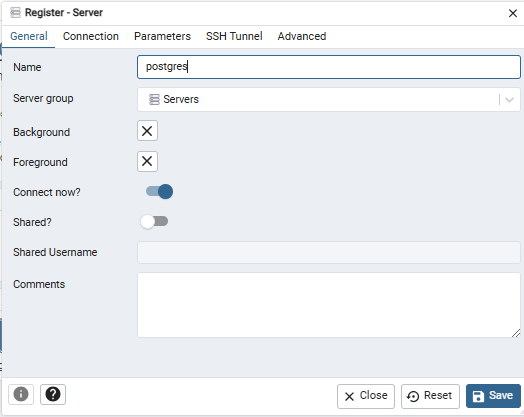 Register - Server
General Connection Parameters SSH Tunnel Advanced
Name postgres
Server group Servers
Background
Foreground
Connect now?
Shared?
Shared Username
Comments
Close Reset Save